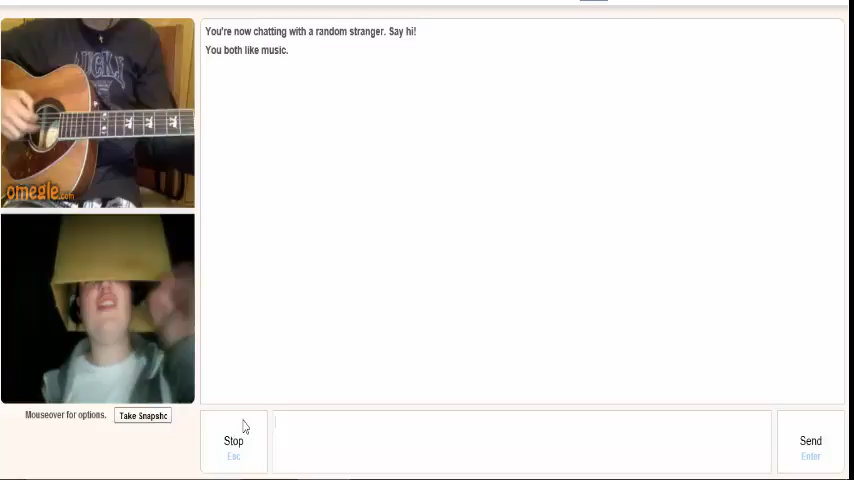 You're now chatting with a random stranger. Say hi!
You both like music.
omegle.com
Mouseover for options.
Take Snapshc
Stop
Esc
Send
Enter